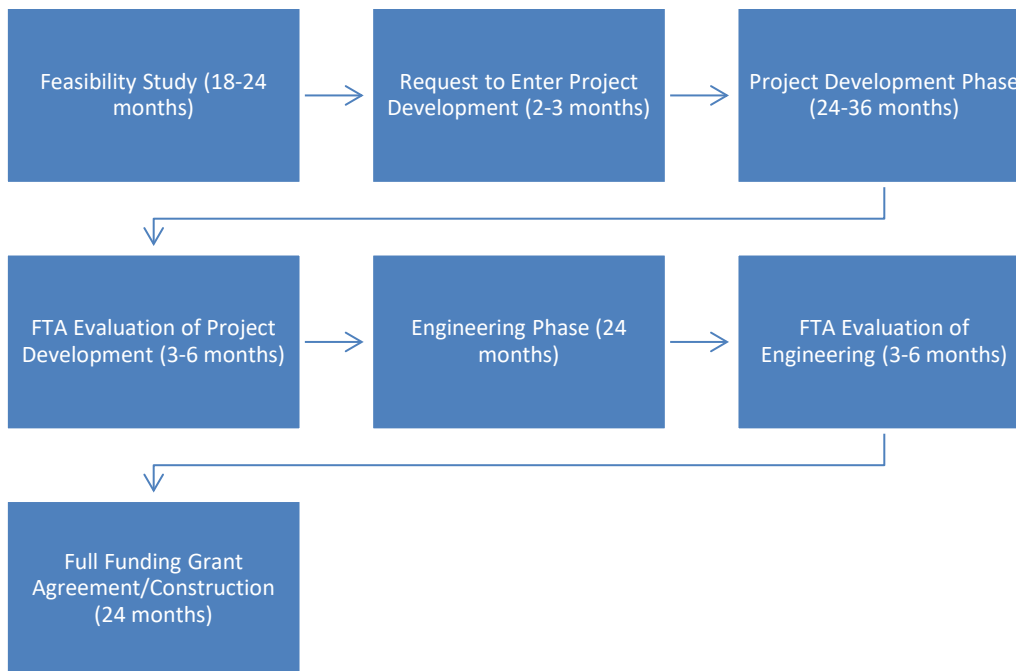 Feasibility Study (18-24
months)
Request to Enter Project
Development (2-3 months)
Project Development Phase
(24-36 months)
FTA Evaluation of Project
Development (3-6 months)
Engineering Phase (24
months)
FTA Evaluation of
Engineering (3-6 months)
Full Funding Grant
Agreement/Construction
(24 months)